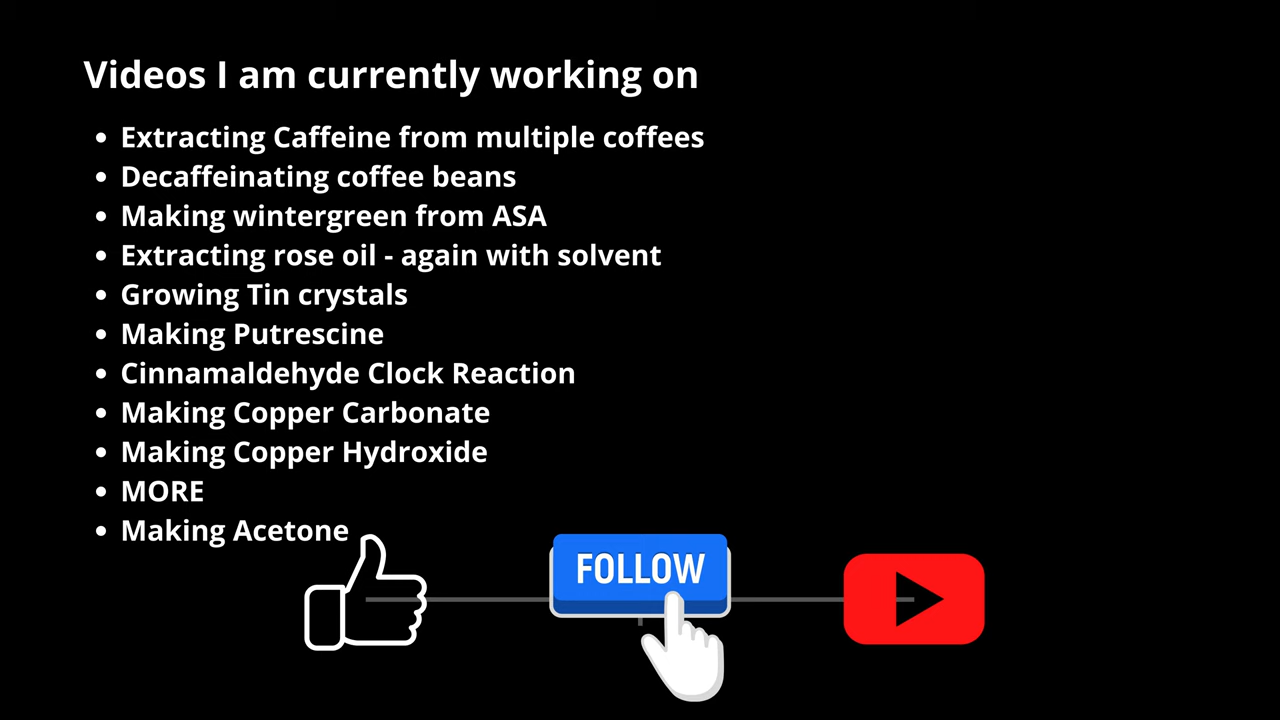 Videos I am currently working on
• Extracting Caffeine from multiple coffees
• Decaffeinating coffee beans
• Making wintergreen from ASA
• Extracting rose oil - again with solvent
• Growing Tin crystals
• Making Putrescine
• Cinnamaldehyde Clock Reaction
• Making Copper Carbonate
• Making Copper Hydroxide
• MORE
• Making Acetone
FOLLOW